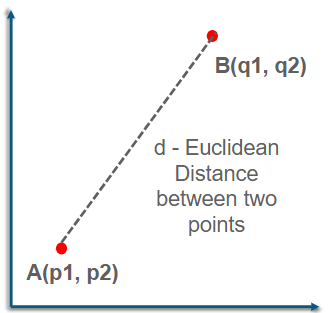 B(q1, q2)
d - Euclidean
Distance
between two
points
A(p1, p2)